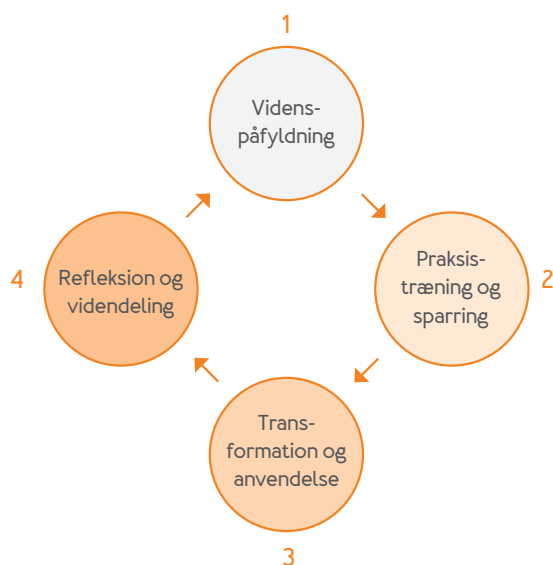 1
Videns-
påfyldning
Praksis-
træning og
sparring
2
Trans-
formation og
anvendelse
3
4
Refleksion og
videndeling